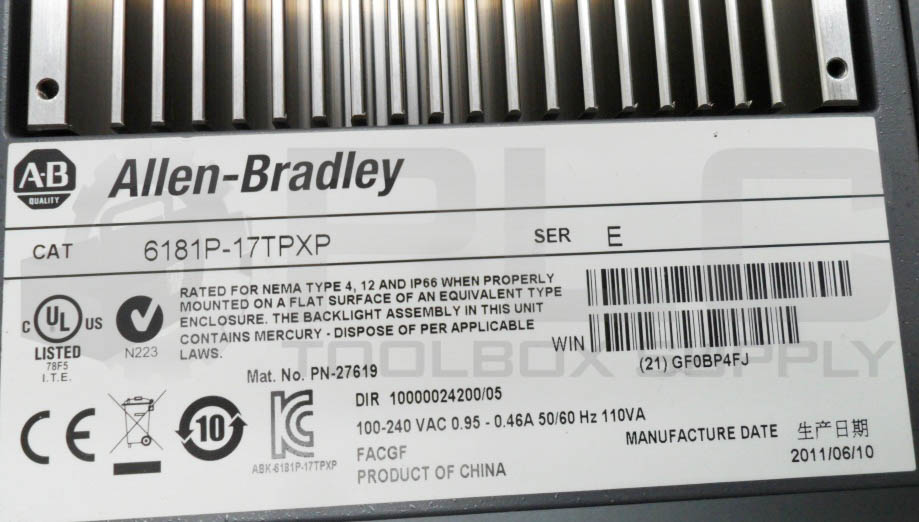 A-B
QUALITY
Allen-Bradley
CAT 6181P-17TPXP SER E
C UL US
LISTED
78F5
I.T.E.
N223
RATED FOR NEMA TYPE 4, 12 AND IP66 WHEN PROPERLY
MOUNTED ON A FLAT SURFACE OF AN EQUIVALENT TYPE
ENCLOSURE. THE BACKLIGHT ASSEMBLY IN THIS UNIT
CONTAINS MERCURY - DISPOSE OF PER APPLICABLE
LAWS.
WIN
(21) GF0BP4FJ
PLC
TOOLBOX SUPPLY
Mat. No. PN-27619
DIR 10000024200/05
100-240 VAC 0.95 - 0.46A 50/60 Hz 110VA
FACGF
PRODUCT OF CHINA
CE
10
KC
ABK-6181P-17TPXP
MANUFACTURE DATE 生产日期
2011/06/10